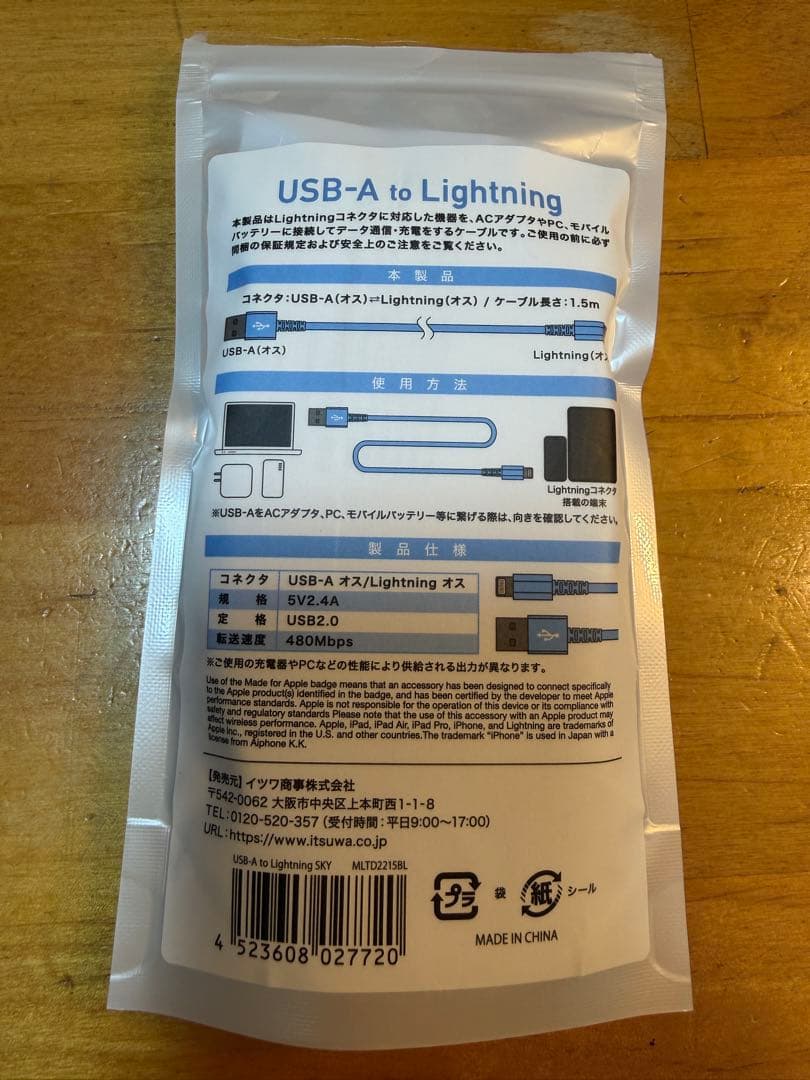 USB-A to Lightning
本製品はLightningコネクタに対応した機器を、ACアダプタやPC、モバイル
バッテリーに接続してデータ通信・充電をするケーブルです。ご使用の前に必ず
同梱の保証規定および安全上のご注意をご覧ください。
本製品
コネクタ：USB-A（オス）⇄Lightning（オス） / ケーブル長さ：1.5m
USB-A（オス）
Lightning（オス
使用方法
Lightningコネクタ
搭載の端末
※USB-AをACアダプタ、PC、モバイルバッテリー等に繋げる際は、向きを確認してください。
製品仕様
コネクタ USB-A オス/Lightning オス
規格 5V2.4A
定格 USB2.0
転送速度 480Mbps
※ご使用の充電器やPCなどの性能により供給される出力が異なります。
Use of the Made for Apple badge means that an accessory has been designed to connect specifically
to the Apple product(s) identified in the badge, and has been certified by the developer to meet Apple
performance standards. Apple is not responsible for the operation of this device or its compliance with
safety and regulatory standards Please note that the use of this accessory with an Apple product may
affect wireless performance. Apple, iPad, iPad Air, iPad Pro, iPhone, and Lightning are trademarks of
Apple Inc., registered in the U.S. and other countries.The trademark “iPhone” is used in Japan with a
license from Aiphone K.K.
【発売元】イツワ商事株式会社
〒542-0062 大阪市中央区上本町西1-1-8
TEL：0120-520-357（受付時間：平日9:00〜17:00）
URL：https://www.itsuwa.co.jp
USB-A to Lightning SKY MLTD2215BL
プラ 袋 紙 シール
MADE IN CHINA
4 523608 027720